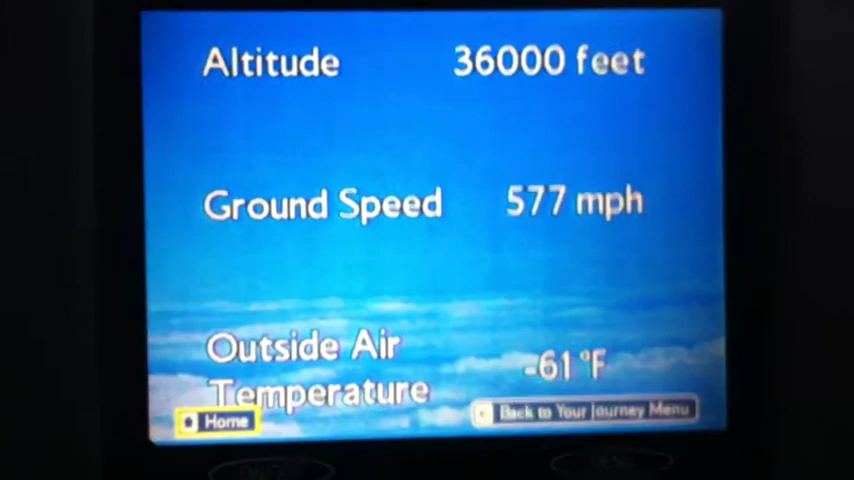 Altitude 36000 feet
Ground Speed 577 mph
Outside Air
Temperature -61°F
Home Back to Your Journey Menu